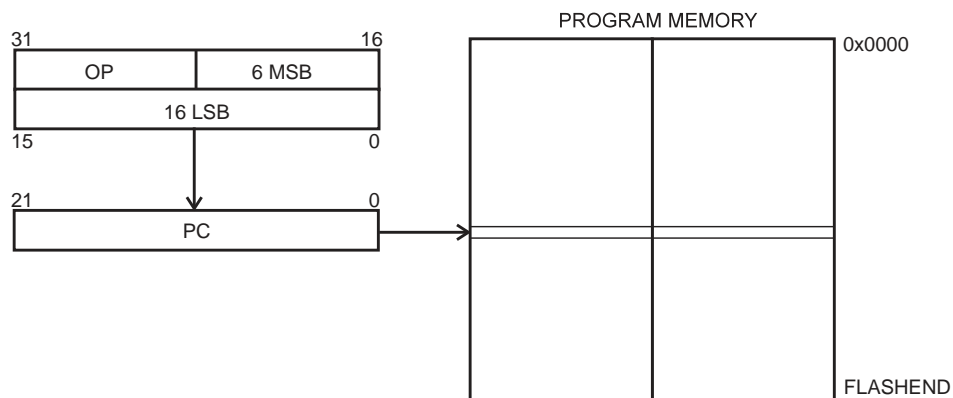 PROGRAM MEMORY
31 16
0x0000
OP 6 MSB
16 LSB
15 0
21 0
PC
FLASHEND